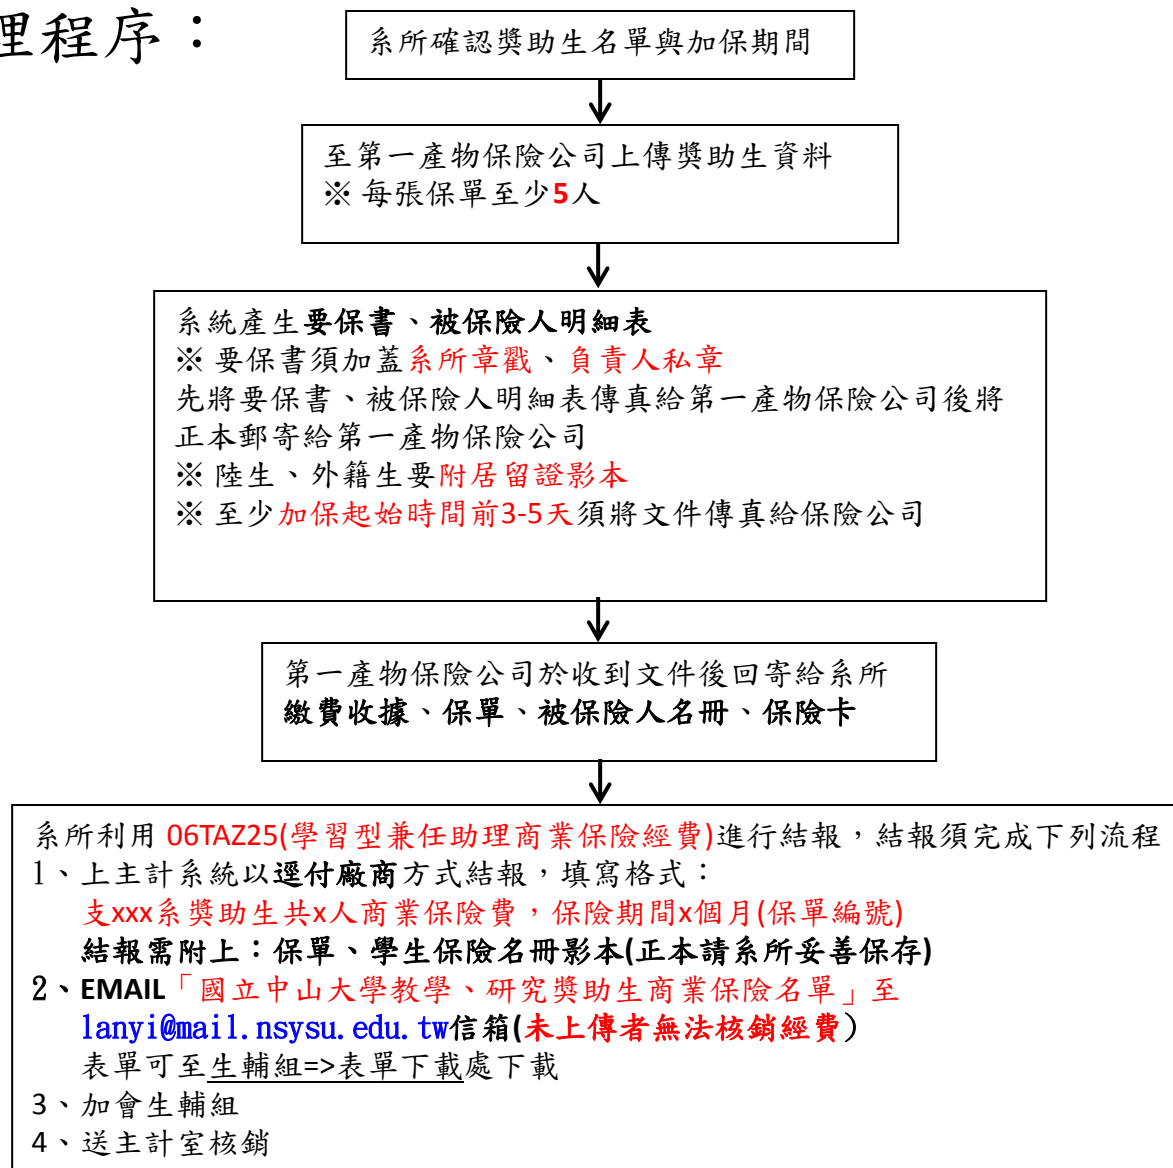 理程序：
系所確認獎助生名單與加保期間
至第一產物保險公司上傳獎助生資料
※ 每張保單至少5人
系統產生要保書、被保險人明細表
※ 要保書須加蓋系所章戳、負責人私章
先將要保書、被保險人明細表傳真給第一產物保險公司後將
正本郵寄給第一產物保險公司
※ 陸生、外籍生要附居留證影本
※ 至少加保起始時間前3-5天須將文件傳真給保險公司
第一產物保險公司於收到文件後回寄給系所
繳費收據、保單、被保險人名冊、保險卡
系所利用 06TAZ25(學習型兼任助理商業保險經費)進行結報，結報須完成下列流程
1、上主計系統以逕付廠商方式結報，填寫格式：
支xxx系獎助生共x人商業保險費，保險期間x個月(保單編號)
結報需附上：保單、學生保險名冊影本(正本請系所妥善保存)
2、EMAIL「國立中山大學教學、研究獎助生商業保險名單」至
lanyi@mail.nsysu.edu.tw信箱(未上傳者無法核銷經費）
表單可至生輔組=>表單下載處下載
3、加會生輔組
4、送主計室核銷